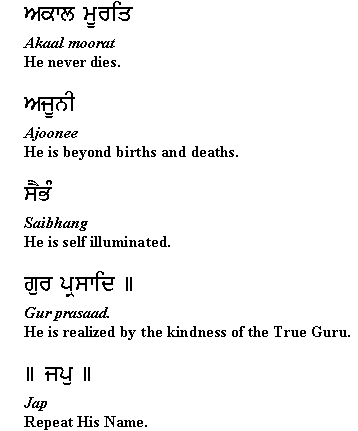 ਅਕਾਲ ਮੂਰਤਿ
Akaal moorat
He never dies.
ਅਜੂਨੀ
Ajoonee
He is beyond births and deaths.
ਸੈਭੰ
Saibhang
He is self illuminated.
ਗੁਰ ਪ੍ਰਸਾਦਿ ॥
Gur prasaad.
He is realized by the kindness of the True Guru.
॥ ਜਪੁ ॥
Jap
Repeat His Name.